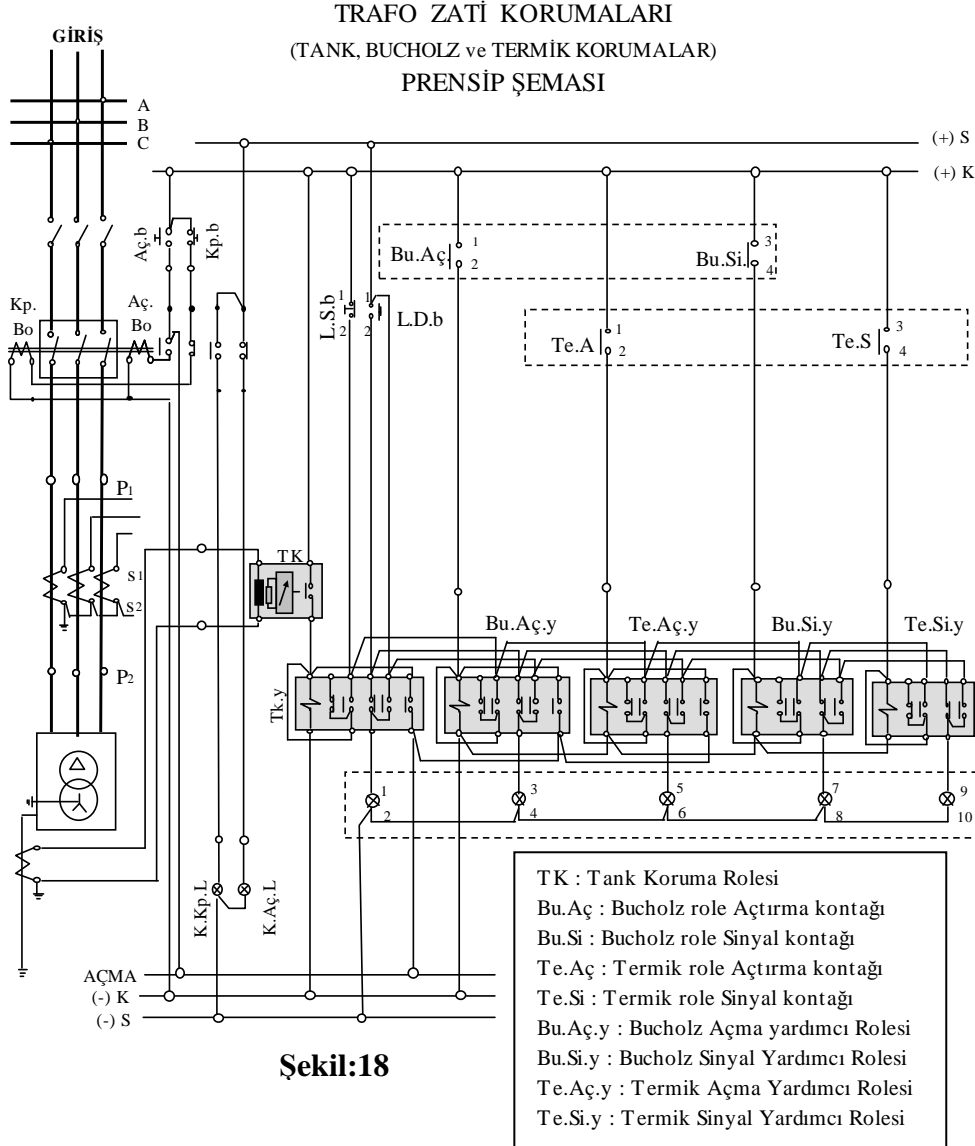 TRAFO ZATİ KORUMALARI
(TANK, BUCHOLZ ve TERMİK KORUMALAR)
PRENSİP ŞEMASI
GİRİŞ
A
B
C
(+) S
(+) K
Aç.b
Kp.b
Bu.Aç.
1
2
Bu.Si.
3
4
Kp.
Bo
Aç.
Bo
L.S.b
1
2
1
2
L.D.b
Te.A
1
2
Te.S
3
4
P1
S1
S2
P2
TK
Tk.y
Bu.Aç.y
Te.Aç.y
Bu.Si.y
Te.Si.y
1
2
3
4
5
6
7
8
9
10
K.Kp.L
K.Aç.L
AÇMA
(-) K
(-) S
Şekil:18
TK : Tank Koruma Rolesi
Bu.Aç : Bucholz role Açtırma kontağı
Bu.Si : Bucholz role Sinyal kontağı
Te.Aç : Termik role Açtırma kontağı
Te.Si : Termik role Sinyal kontağı
Bu.Aç.y : Bucholz Açma yardımcı Rolesi
Bu.Si.y : Bucholz Sinyal Yardımcı Rolesi
Te.Aç.y : Termik Açma Yardımcı Rolesi
Te.Si.y : Termik Sinyal Yardımcı Rolesi